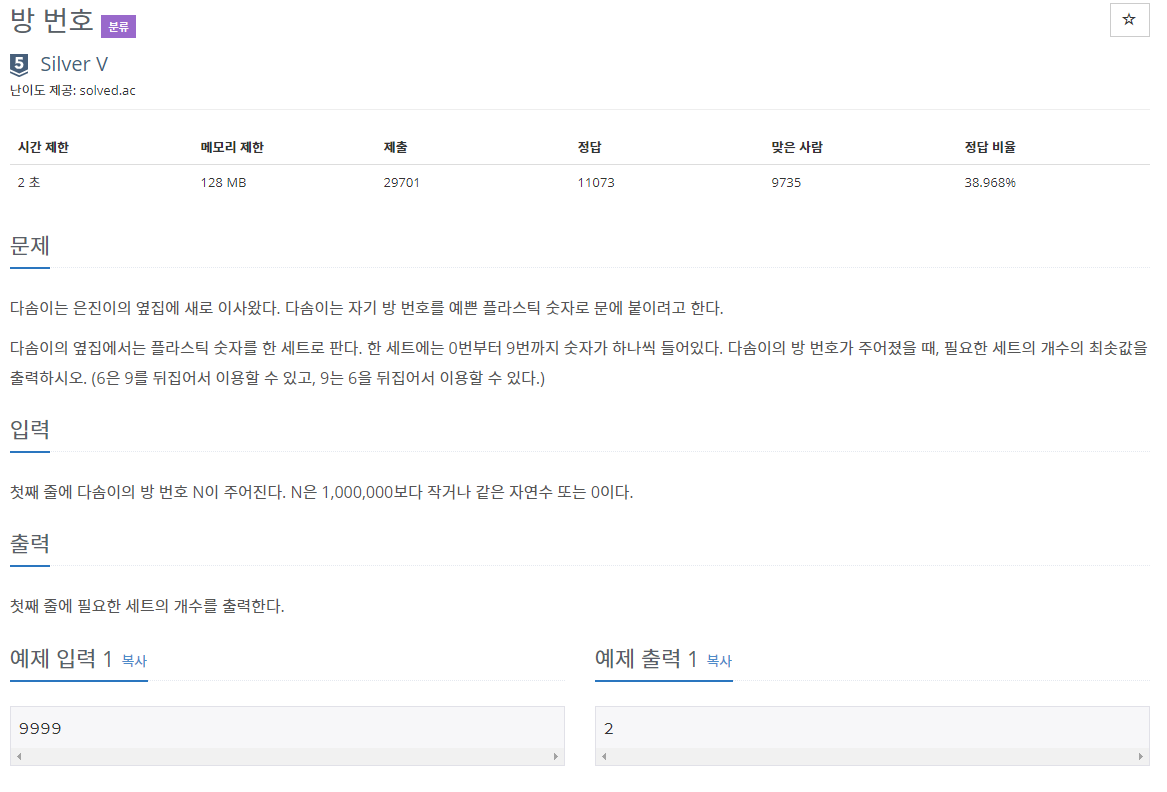 방 번호 분류
☆
5 Silver V
난이도 제공: solved.ac
시간 제한 메모리 제한 제출 정답 맞은 사람 정답 비율
2 초 128 MB 29701 11073 9735 38.968%
문제
다솜이는 은진이의 옆집에 새로 이사왔다. 다솜이는 자기 방 번호를 예쁜 플라스틱 숫자로 문에 붙이려고 한다.
다솜이의 옆집에서는 플라스틱 숫자를 한 세트로 판다. 한 세트에는 0번부터 9번까지 숫자가 하나씩 들어있다. 다솜이의 방 번호가 주어졌을 때, 필요한 세트의 개수의 최솟값을
출력하시오. (6은 9를 뒤집어서 이용할 수 있고, 9는 6을 뒤집어서 이용할 수 있다.)
입력
첫째 줄에 다솜이의 방 번호 N이 주어진다. N은 1,000,000보다 작거나 같은 자연수 또는 0이다.
출력
첫째 줄에 필요한 세트의 개수를 출력한다.
예제 입력 1 복사
9999
예제 출력 1 복사
2